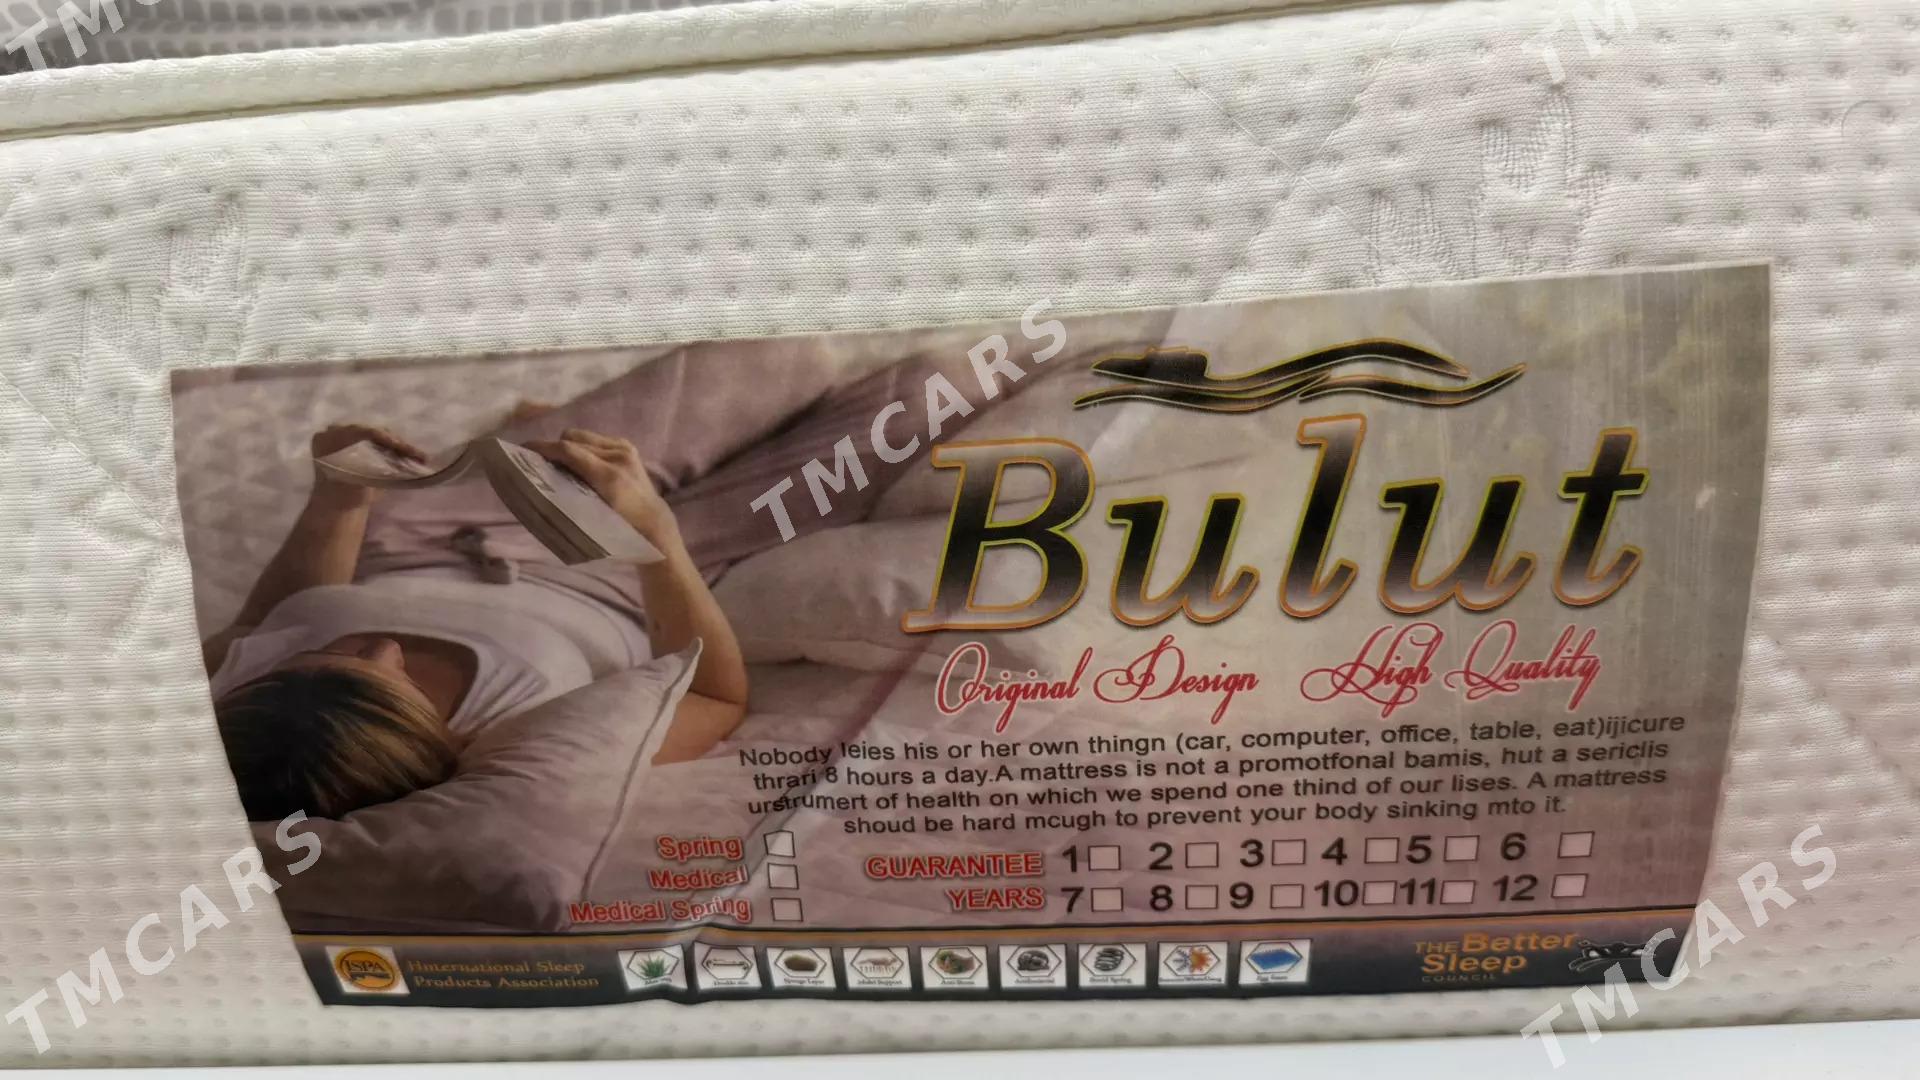 TMCARS
TMCARS
TMCARS
Bulut
Original Design High Quality
Nobody leies his or her own thingn (car, computer, office, table, eat)ijicure
thrari 8 hours a day.A mattress is not a promotfonal bamis, hut a sericlis
urstrumert of health on which we spend one thind of our lises. A mattress
shoud be hard mcugh to prevent your body sinking mto it.
Spring
Medical
Medical Spring
GUARANTEE 1 2 3 4 5 6
YEARS 7 8 9 10 11 12
ISPA
Hnternational Sleep
Products Association
THE Better
Sleep
COUNCIL
TMCARS
TMCARS